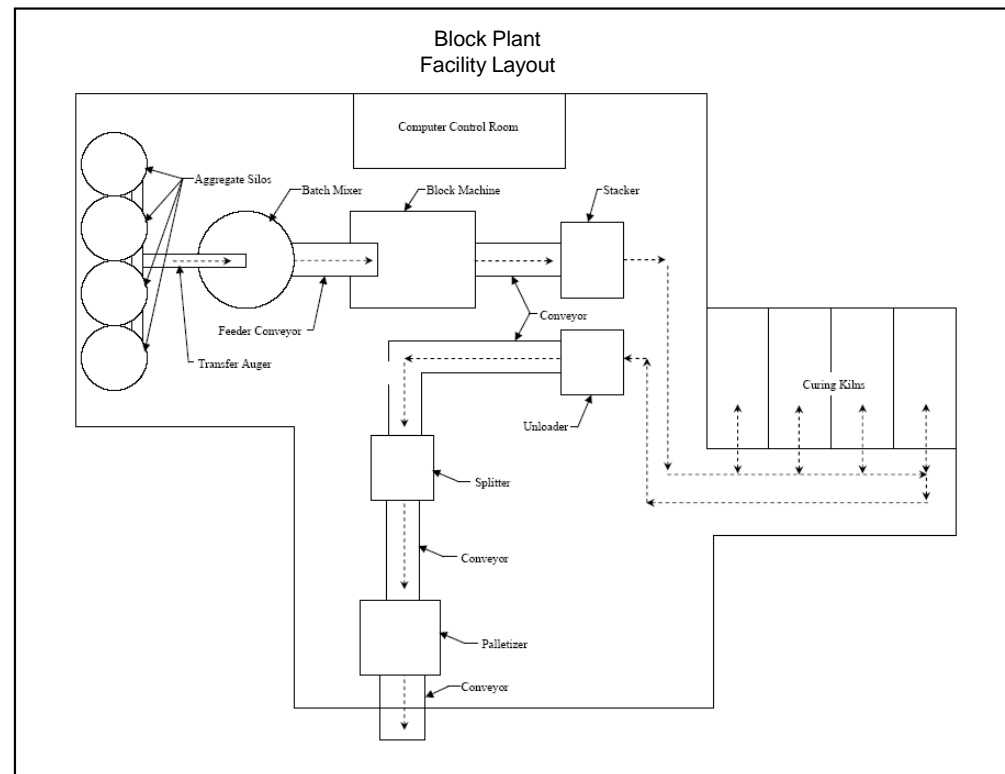 Block Plant
Facility Layout
Computer Control Room
Aggregate Silos
Batch Mixer
Block Machine
Stacker
Feeder Conveyor
Conveyor
Transfer Auger
Curing Kilns
Unloader
Splitter
Conveyor
Palletizer
Conveyor